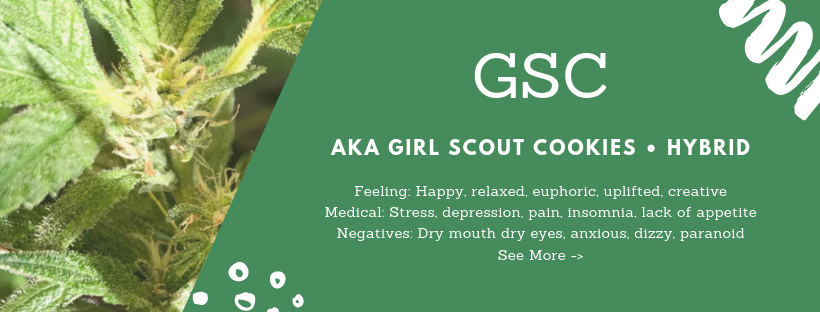 GSC
AKA GIRL SCOUT COOKIES • HYBRID
Feeling: Happy, relaxed, euphoric, uplifted, creative
Medical: Stress, depression, pain, insomnia, lack of appetite
Negatives: Dry mouth dry eyes, anxious, dizzy, paranoid
See More ->